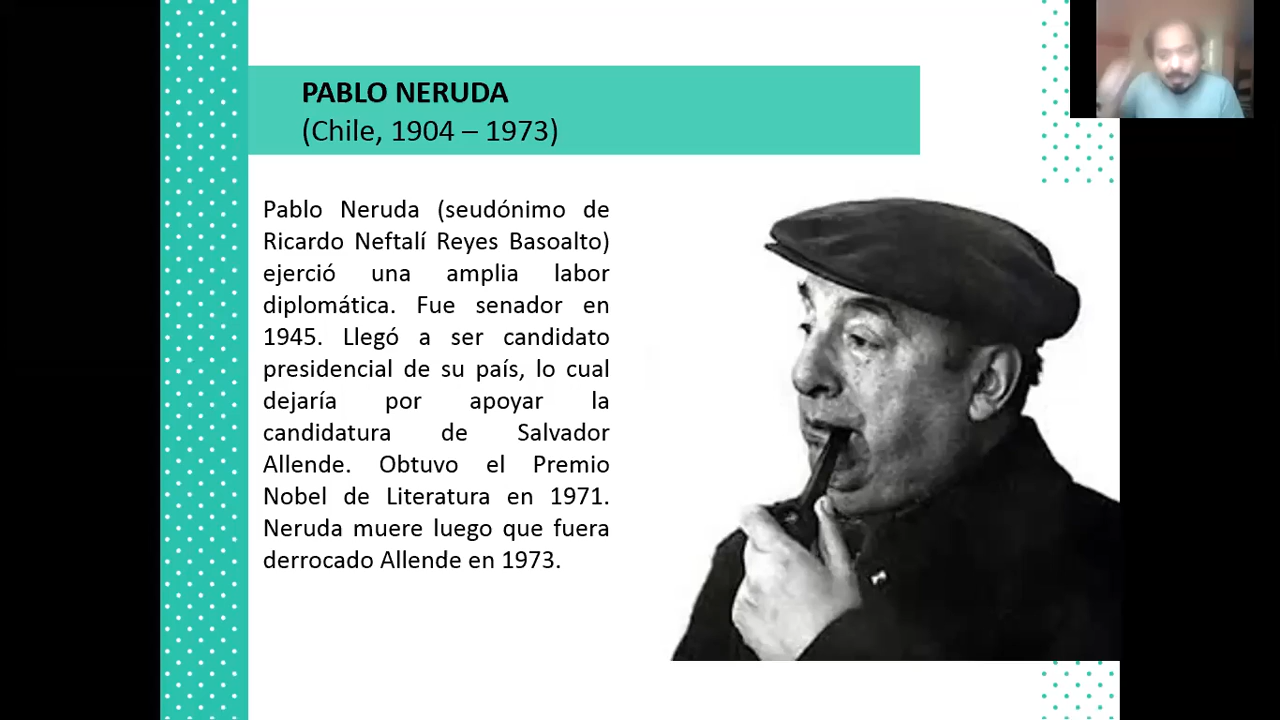 PABLO NERUDA
(Chile, 1904 – 1973)
Pablo Neruda (seudónimo de
Ricardo Neftalí Reyes Basoalto)
ejerció una amplia labor
diplomática. Fue senador en
1945. Llegó a ser candidato
presidencial de su país, lo cual
dejaría por apoyar la
candidatura de Salvador
Allende. Obtuvo el Premio
Nobel de Literatura en 1971.
Neruda muere luego que fuera
derrocado Allende en 1973.